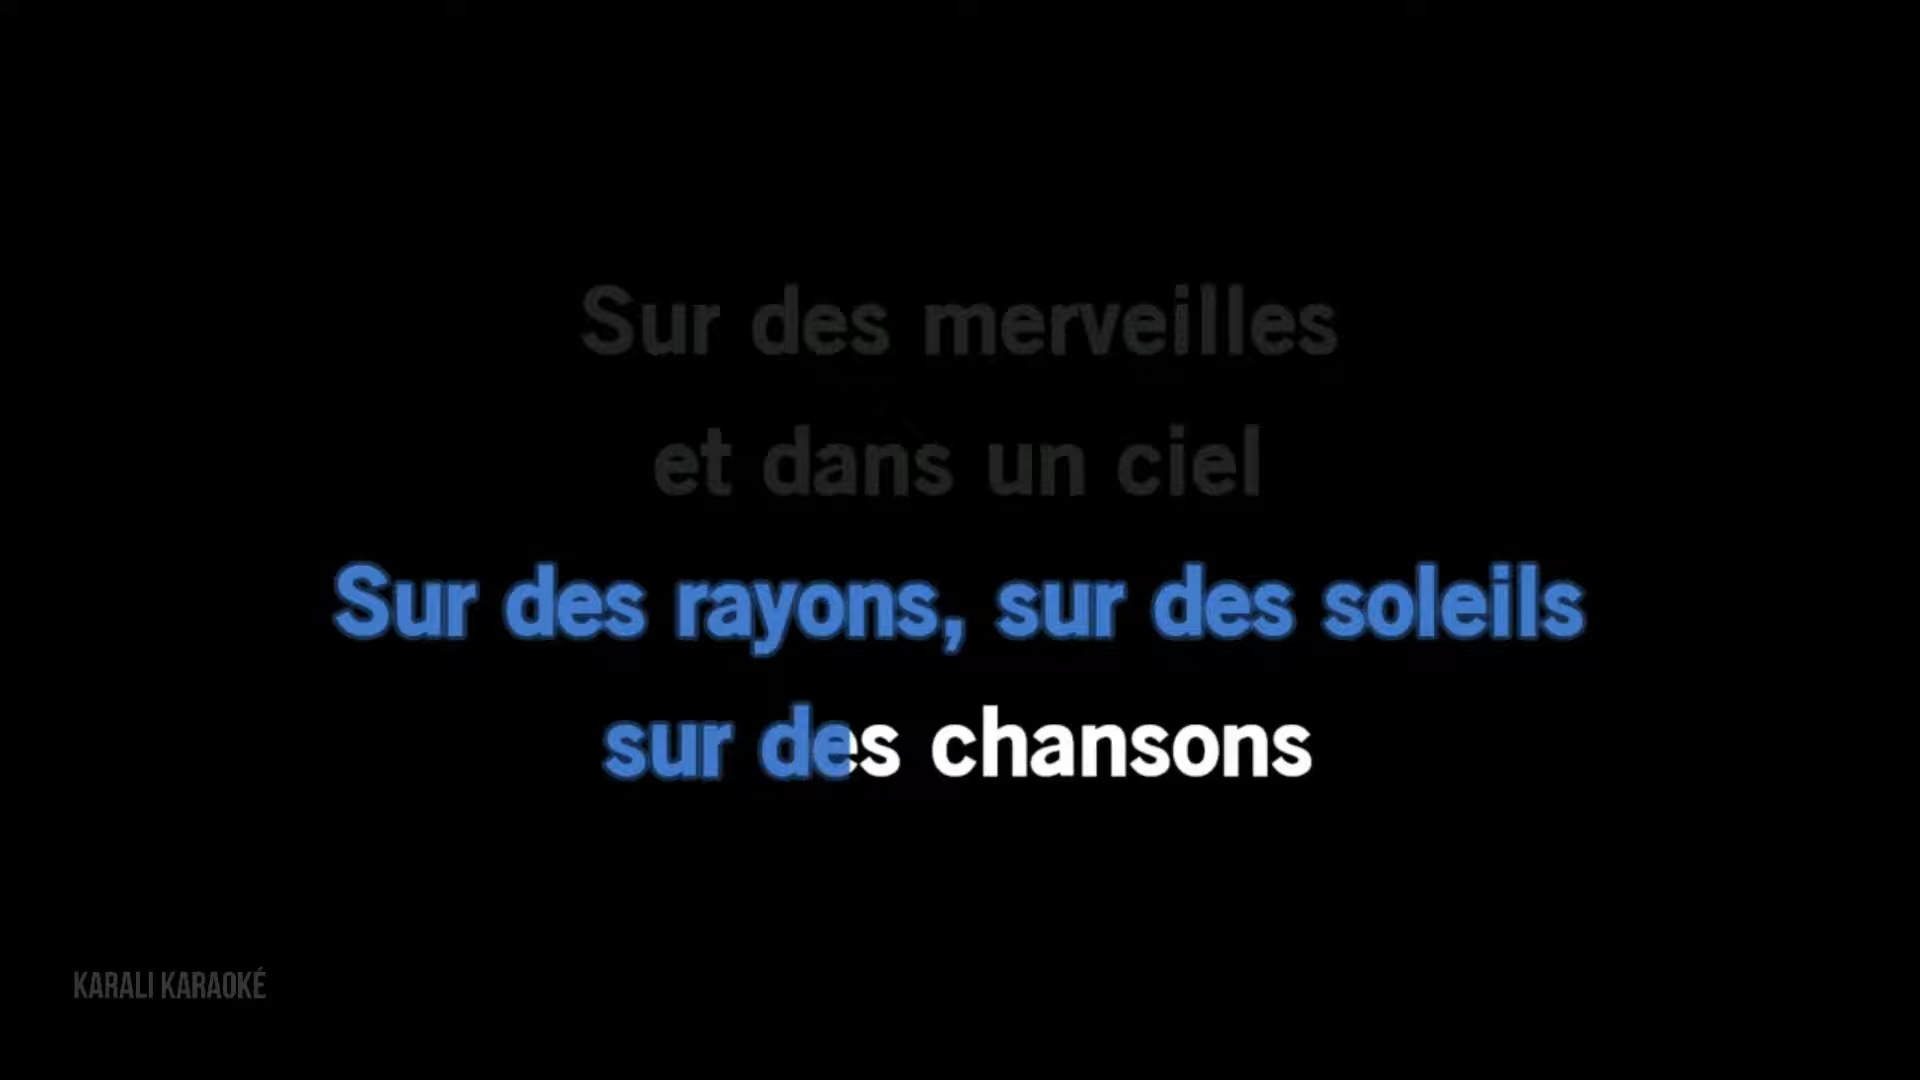 Sur des merveilles
et dans un ciel
Sur des rayons, sur des soleils
sur des chansons
KARALI KARAOKÉ